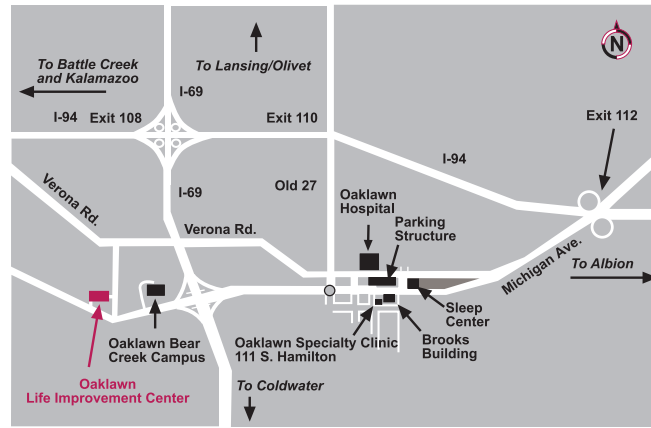 N
To Battle Creek
and Kalamazoo
To Lansing/Olivet
I-69
I-94
Exit 108
Exit 110
Exit 112
I-94
I-69
Old 27
Verona Rd.
Verona Rd.
Oaklawn
Hospital
Parking
Structure
Michigan Ave.
To Albion
Sleep
Center
Oaklawn Bear
Creek Campus
Oaklawn Specialty Clinic
111 S. Hamilton
Brooks
Building
Oaklawn
Life Improvement Center
To Coldwater